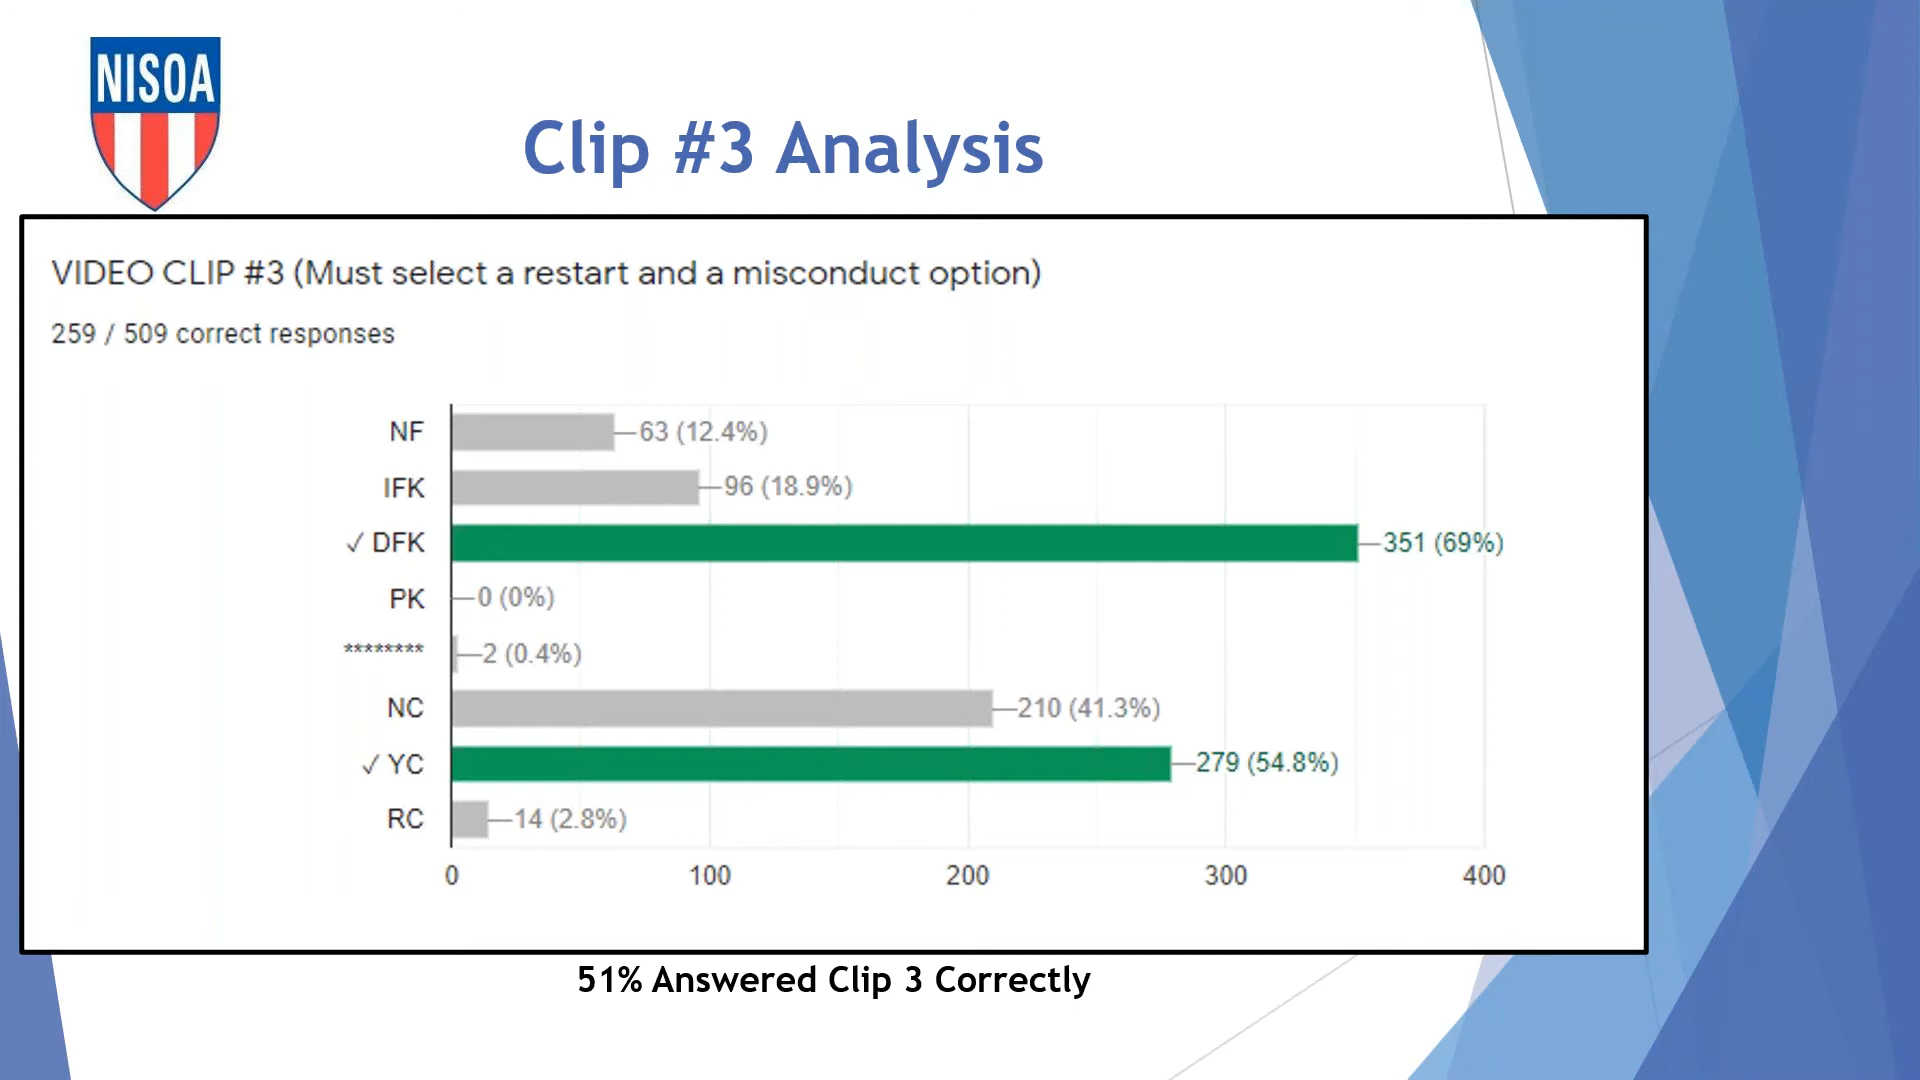 NISOA
Clip #3 Analysis
VIDEO CLIP #3 (Must select a restart and a misconduct option)
259 / 509 correct responses
NF 63 (12.4%)
IFK 96 (18.9%)
✓ DFK 351 (69%)
PK 0 (0%)
******** 2 (0.4%)
NC 210 (41.3%)
✓ YC 279 (54.8%)
RC 14 (2.8%)
0 100 200 300 400
51% Answered Clip 3 Correctly